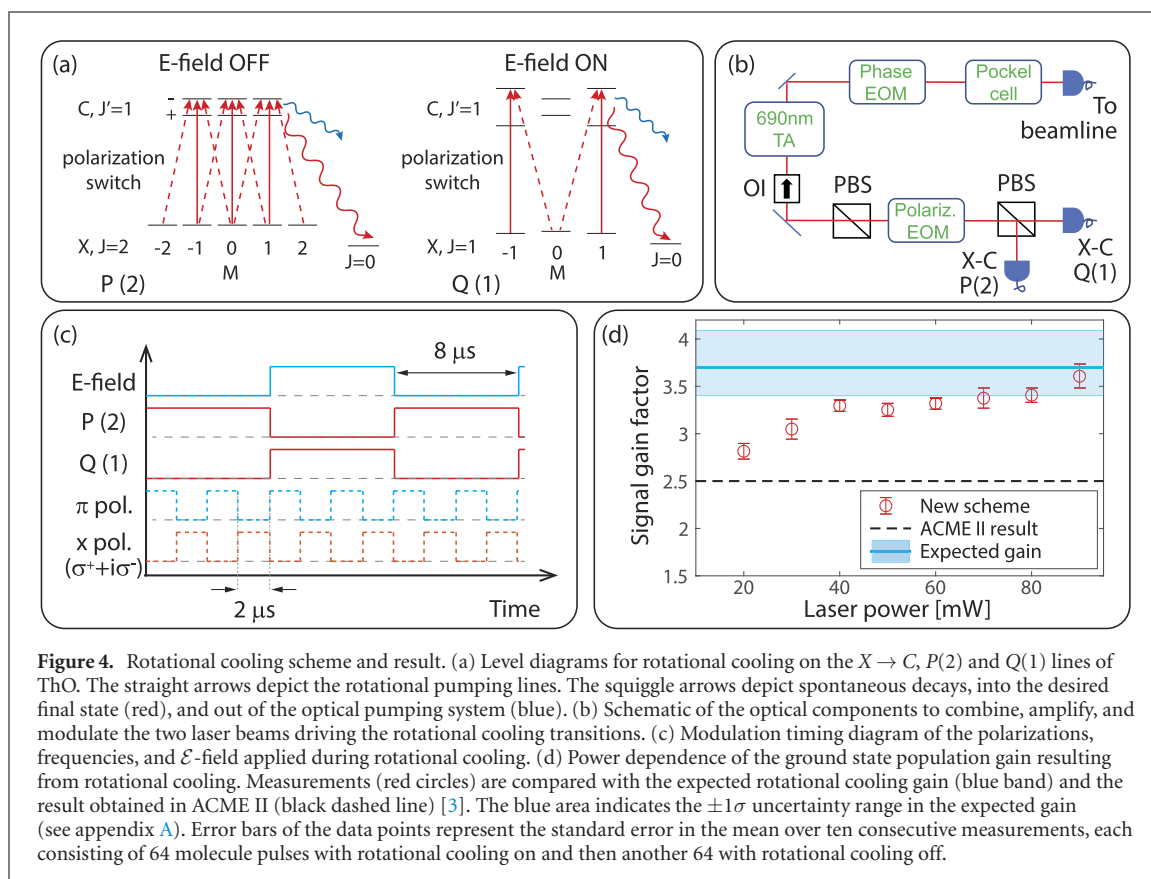 (a)
E-field OFF
E-field ON
C, J'=1
-
+
C, J'=1
polarization
switch
polarization
switch
X, J=2
-2 -1 0 1 2
M
J=0
P (2)
X, J=1
-1 0 1
M
J=0
Q (1)
(b)
Phase
EOM
Pockel
cell
To
beamline
690nm
TA
OI
PBS
Polariz.
EOM
PBS
X-C
P(2)
X-C
Q(1)
(c)
E-field
8 μs
P (2)
Q (1)
π pol.
x pol.
(σ⁺+iσ⁻)
2 μs
Time
(d)
Signal gain factor
4
3.5
3
2.5
2
1.5
New scheme
ACME II result
Expected gain
20 40 60 80
Laser power [mW]
Figure 4. Rotational cooling scheme and result. (a) Level diagrams for rotational cooling on the X → C, P(2) and Q(1) lines of
ThO. The straight arrows depict the rotational pumping lines. The squiggle arrows depict spontaneous decays, into the desired
final state (red), and out of the optical pumping system (blue). (b) Schematic of the optical components to combine, amplify, and
modulate the two laser beams driving the rotational cooling transitions. (c) Modulation timing diagram of the polarizations,
frequencies, and ℰ-field applied during rotational cooling. (d) Power dependence of the ground state population gain resulting
from rotational cooling. Measurements (red circles) are compared with the expected rotational cooling gain (blue band) and the
result obtained in ACME II (black dashed line) [3]. The blue area indicates the ±1σ uncertainty range in the expected gain
(see appendix A). Error bars of the data points represent the standard error in the mean over ten consecutive measurements, each
consisting of 64 molecule pulses with rotational cooling on and then another 64 with rotational cooling off.